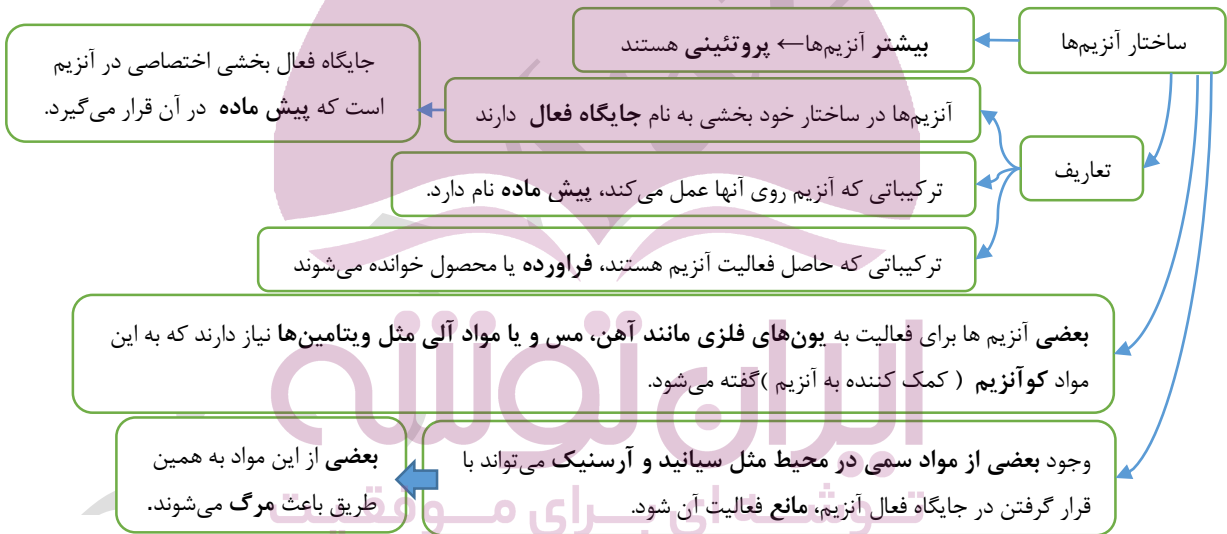 ساختار آنزیم‌ها
بیشتر آنزیم‌ها← پروتئینی هستند
تعاریف
آنزیم‌ها در ساختار خود بخشی به نام جایگاه فعال دارند
جایگاه فعال بخشی اختصاصی در آنزیم
است که پیش ماده در آن قرار می‌گیرد.
ترکیباتی که آنزیم روی آنها عمل می‌کند، پیش ماده نام دارد.
ترکیباتی که حاصل فعالیت آنزیم هستند، فراورده یا محصول خوانده می‌شوند
بعضی آنزیم ها برای فعالیت به یون‌های فلزی مانند آهن، مس و یا مواد آلی مثل ویتامین‌ها نیاز دارند که به این
مواد کوآنزیم ( کمک کننده به آنزیم )گفته می‌شود.
وجود بعضی از مواد سمی در محیط مثل سیانید و آرسنیک می‌تواند با
قرار گرفتن در جایگاه فعال آنزیم، مانع فعالیت آن شود.
بعضی از این مواد به همین
طریق باعث مرگ می‌شوند.
ایران توشه
توشه ای برای موفقیت